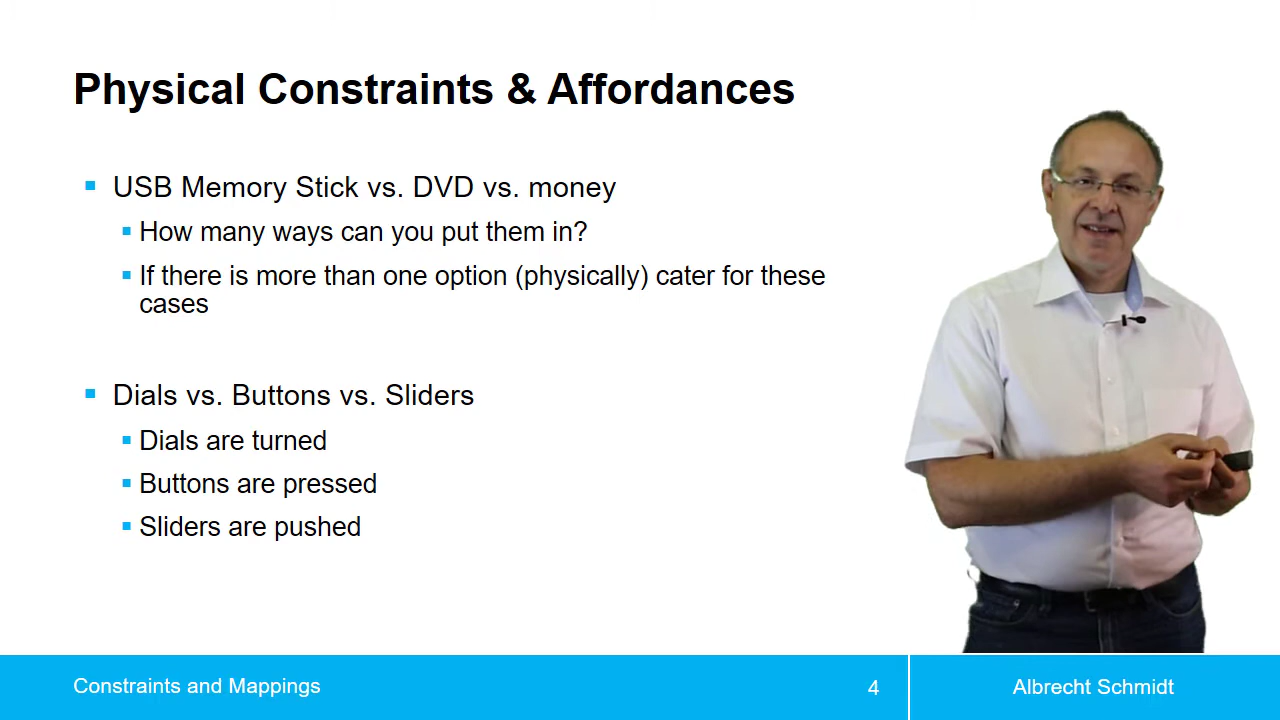 Physical Constraints & Affordances
USB Memory Stick vs. DVD vs. money
How many ways can you put them in?
If there is more than one option (physically) cater for these
cases
Dials vs. Buttons vs. Sliders
Dials are turned
Buttons are pressed
Sliders are pushed
Constraints and Mappings
4
Albrecht Schmidt